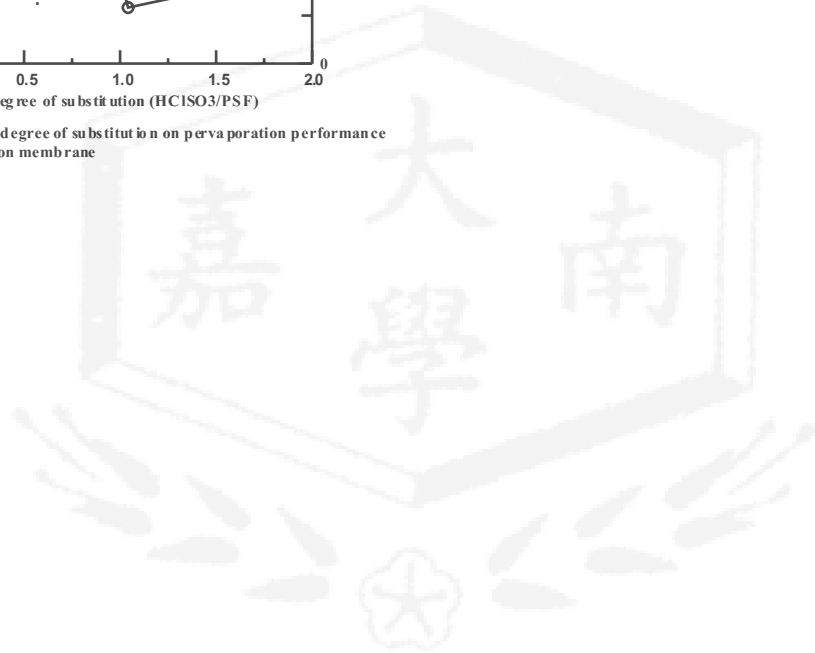 0
0.5 1.0 1.5 2.0
egree of substitution (HClSO3/PSF)
degree of substitution on pervaporation performance
on membrane
大
嘉 南
學